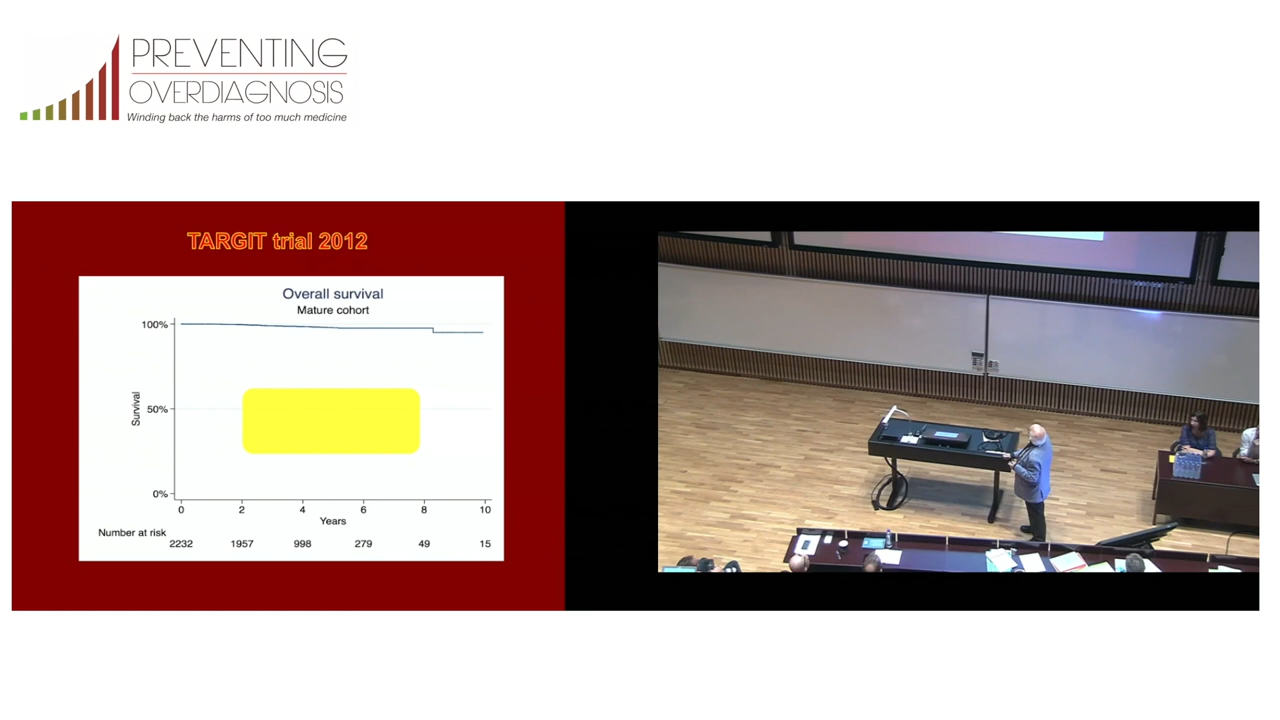 PREVENTING
OVERDIAGNOSIS
Winding back the harms of too much medicine
TARGIT trial 2012
Overall survival
Mature cohort
100%
50%
0%
Survival
0 2 4 6 8 10
Years
Number at risk
2232 1957 998 279 49 15